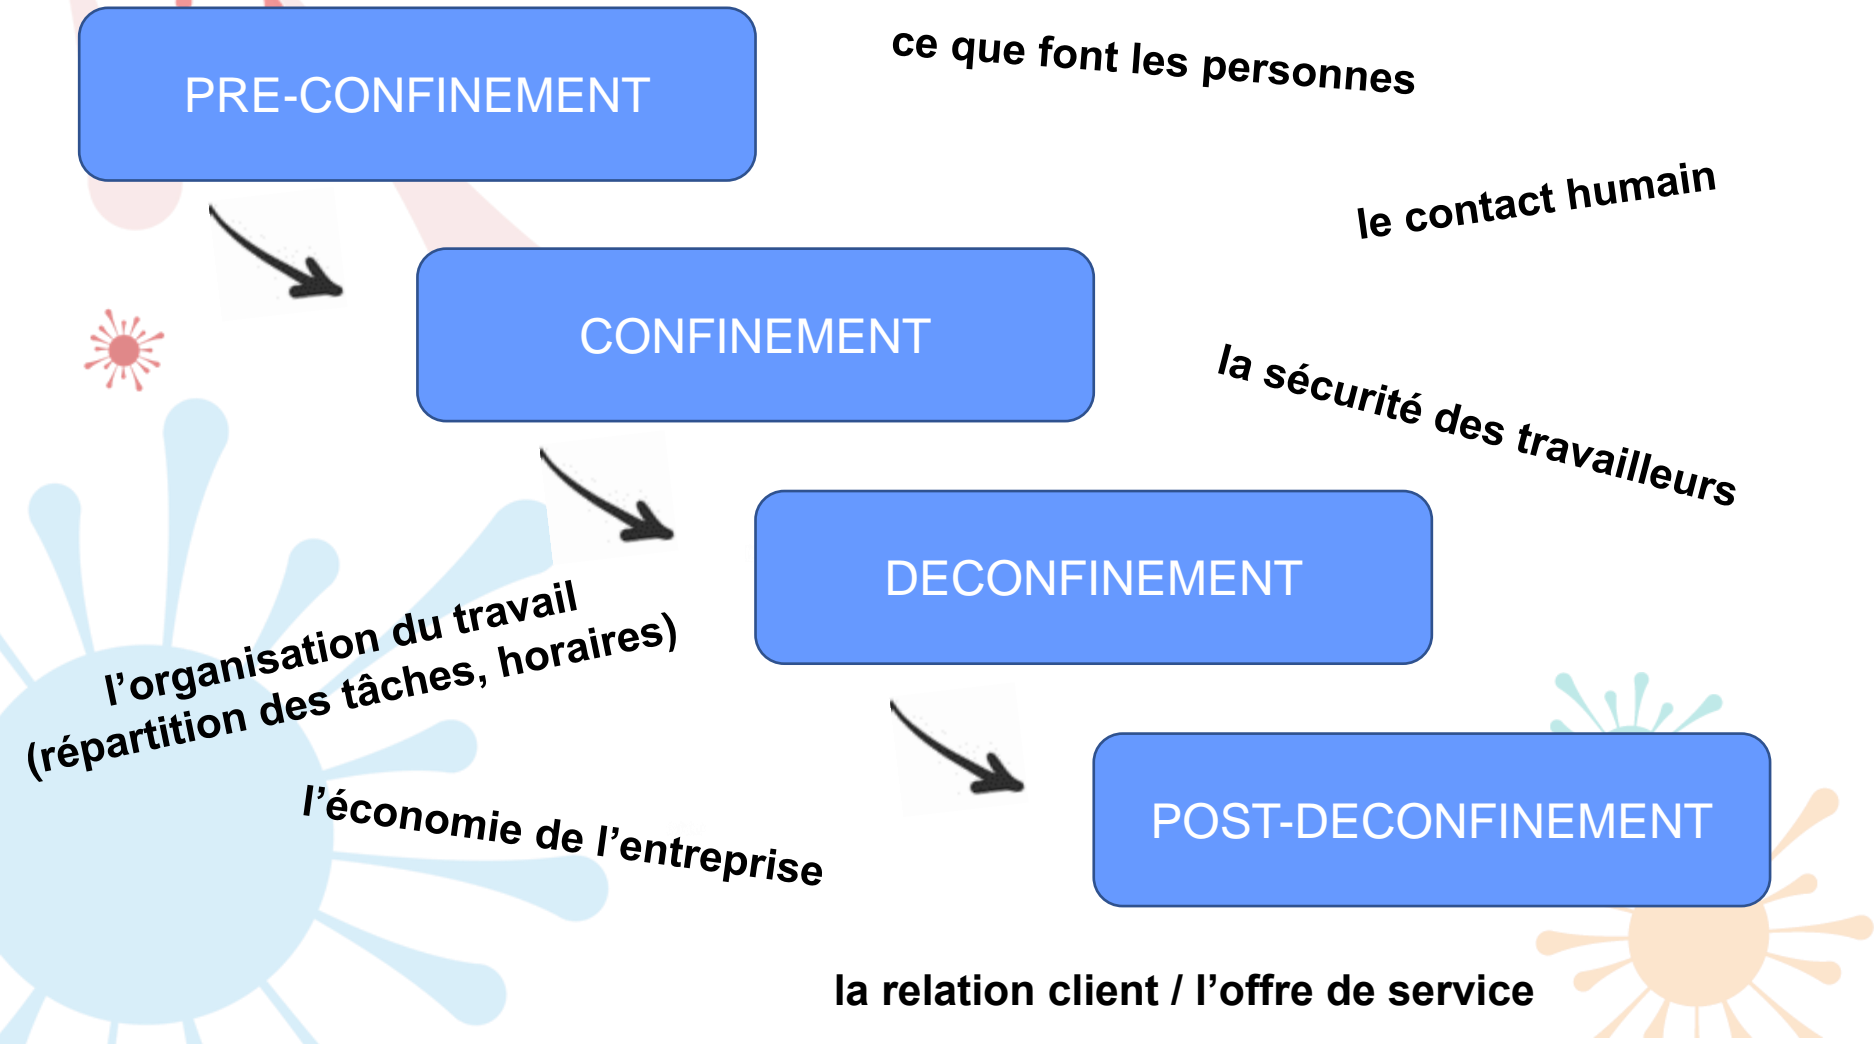 PRE-CONFINEMENT
ce que font les personnes
le contact humain
CONFINEMENT
la sécurité des travailleurs
DECONFINEMENT
l’organisation du travail
(répartition des tâches, horaires)
l’économie de l’entreprise
POST-DECONFINEMENT
la relation client / l’offre de service